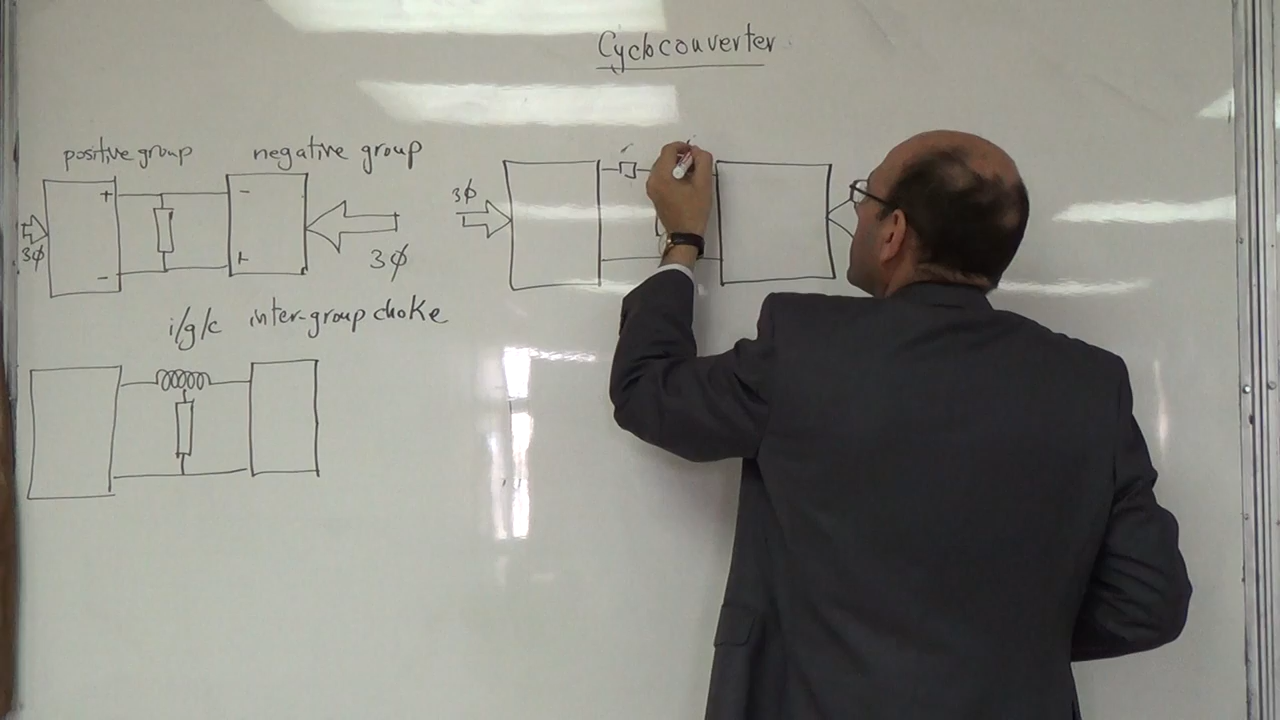 Cycloconverter
positive group
negative group
+
-
-
+
3Φ
3Φ
3Φ
i/g/c inter-group choke